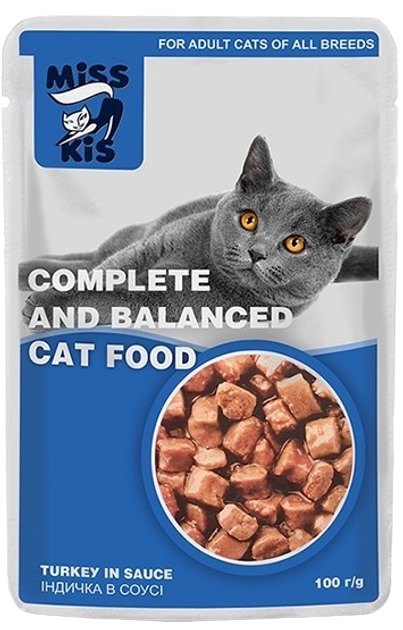 FOR ADULT CATS OF ALL BREEDS
MiSS
KiS
COMPLETE
AND BALANCED
CAT FOOD
TURKEY IN SAUCE
ІНДИЧКА В СОУСІ
100 г/g